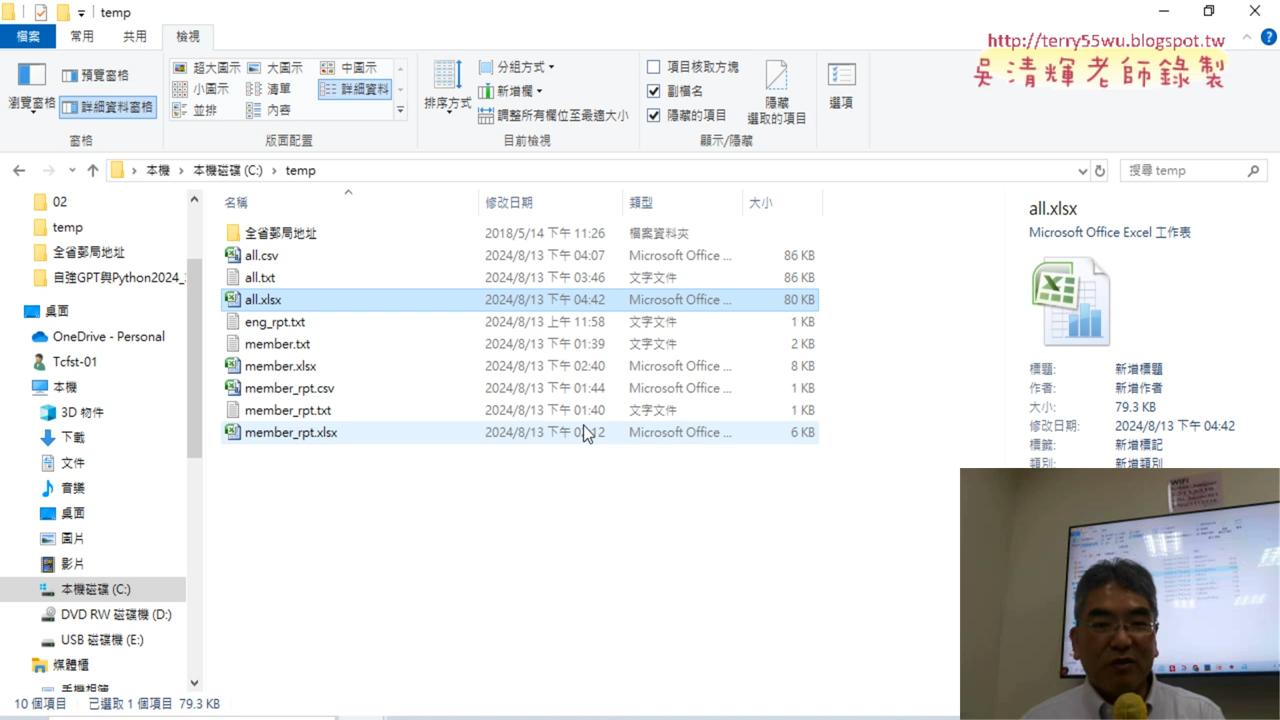 temp
檔案 常用 共用 檢視
http://terry55wu.blogspot.tw
吳清輝老師錄製
瀏覽窗格 預覽窗格 詳細資料窗格
窗格
超大圖示 大圖示 中圖示
小圖示 清單 詳細資料
並排 內容
版面配置
排序方式 分組方式 新增欄 調整所有欄位至最適大小
目前檢視
項目核取方塊
副檔名
隱藏的項目
隱藏選取的項目
顯示/隱藏
選項
本機 本機磁碟 (C:) temp
搜尋 temp
02
temp
全省郵局地址
自強GPT與Python2024_
桌面
OneDrive - Personal
Tcfst-01
本機
3D 物件
下載
文件
音樂
桌面
圖片
影片
本機磁碟 (C:)
DVD RW 磁碟機 (D:)
USB 磁碟機 (E:)
媒體櫃
名稱 修改日期 類型 大小
全省郵局地址 2018/5/14 下午 11:26 檔案資料夾
all.csv 2024/8/13 下午 04:07 Microsoft Office ... 86 KB
all.txt 2024/8/13 下午 03:46 文字文件 86 KB
all.xlsx 2024/8/13 下午 04:42 Microsoft Office ... 80 KB
eng_rpt.txt 2024/8/13 上午 11:58 文字文件 1 KB
member.txt 2024/8/13 下午 01:39 文字文件 2 KB
member.xlsx 2024/8/13 下午 02:40 Microsoft Office ... 8 KB
member_rpt.csv 2024/8/13 下午 01:44 Microsoft Office ... 1 KB
member_rpt.txt 2024/8/13 下午 01:40 文字文件 1 KB
member_rpt.xlsx 2024/8/13 下午 Microsoft Office ... 6 KB
all.xlsx
Microsoft Office Excel 工作表
標題: 新增標題
作者: 新增作者
大小: 79.3 KB
修改日期: 2024/8/13 下午 04:42
標籤: 新增標記
類別: 新增類別
WIFI
10 個項目 已選取 1 個項目 79.3 KB